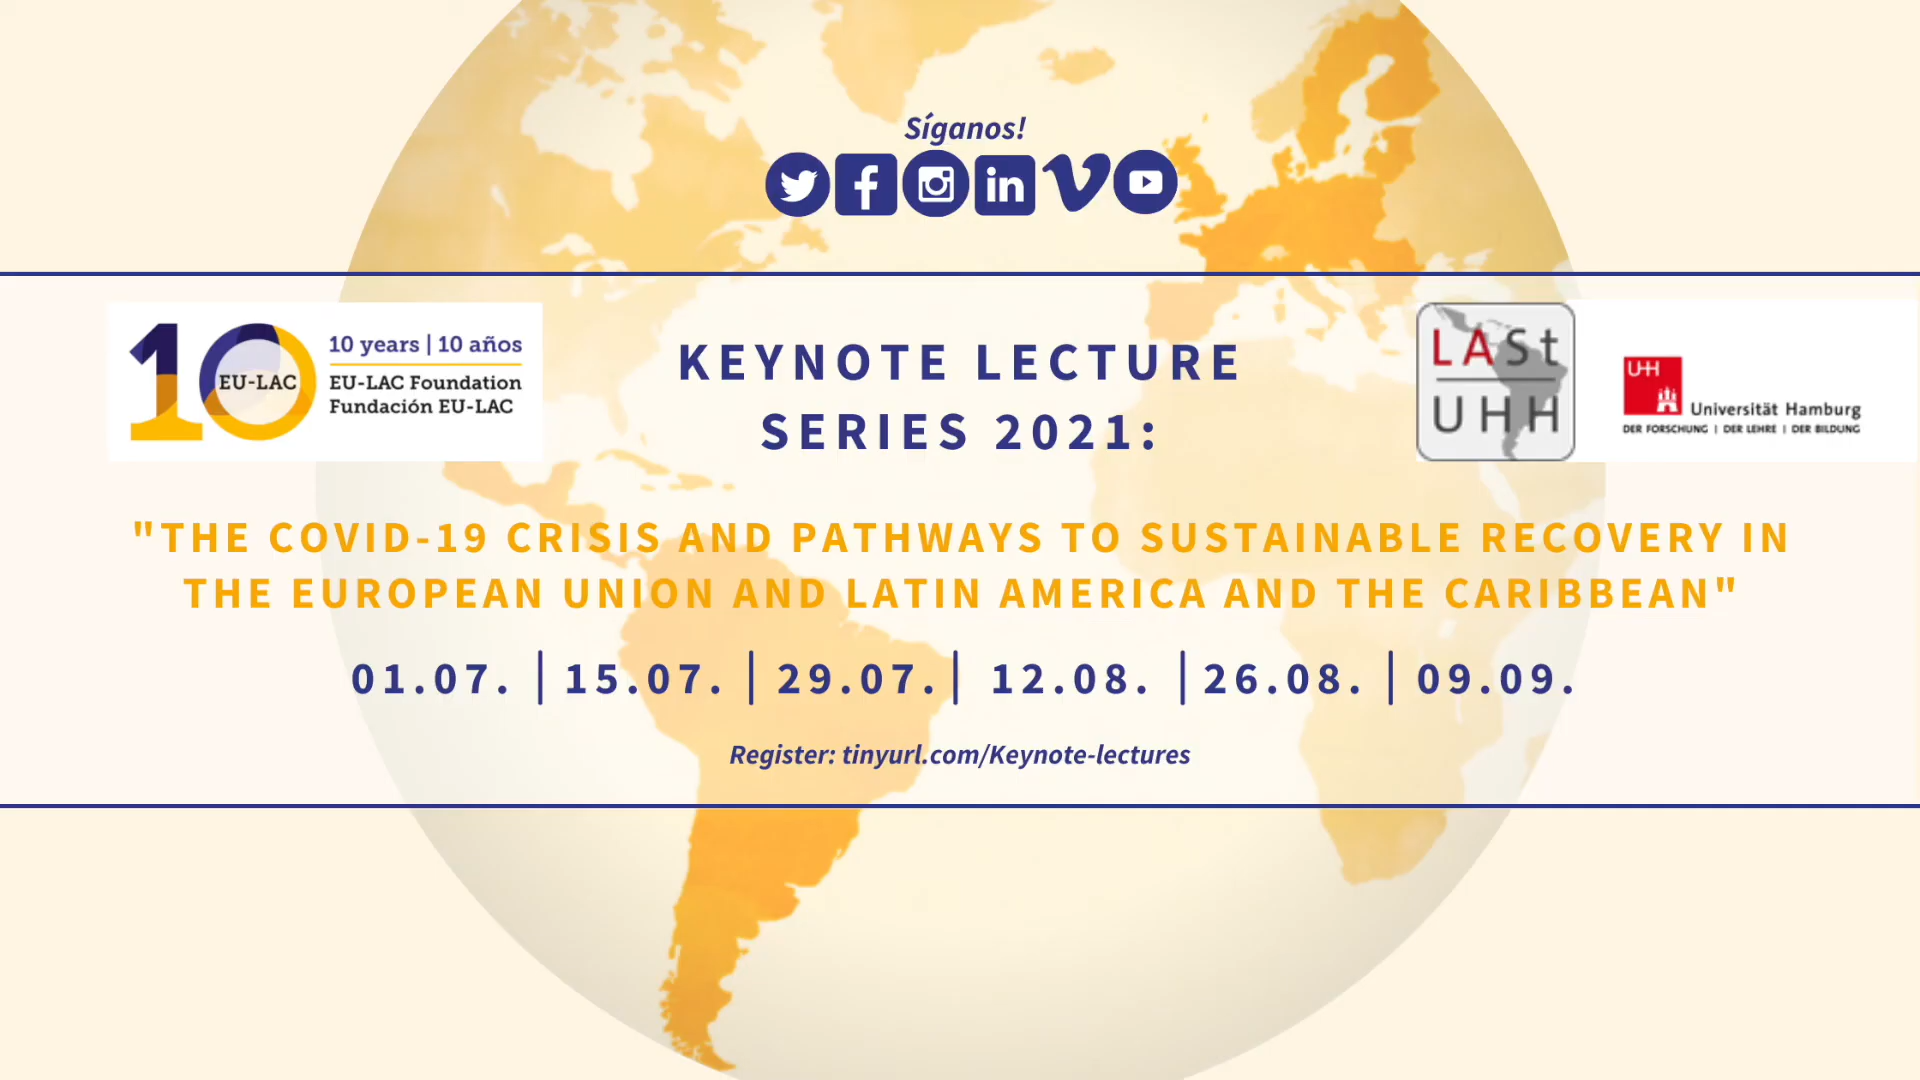 Síganos!
10 years | 10 años
EU-LAC
EU-LAC Foundation
Fundación EU-LAC
KEYNOTE LECTURE
SERIES 2021:
LASt
UHH
UHH
Universität Hamburg
DER FORSCHUNG | DER LEHRE | DER BILDUNG
"THE COVID-19 CRISIS AND PATHWAYS TO SUSTAINABLE RECOVERY IN
THE EUROPEAN UNION AND LATIN AMERICA AND THE CARIBBEAN"
01.07. | 15.07. | 29.07. | 12.08. | 26.08. | 09.09.
Register: tinyurl.com/Keynote-lectures